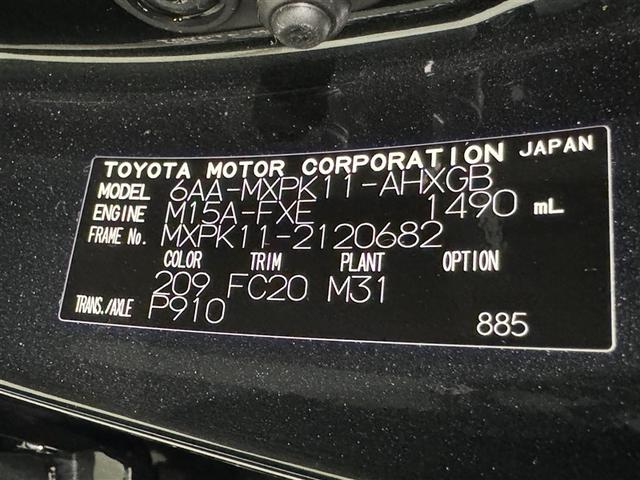 TOYOTA MOTOR CORPORATION JAPAN
MODEL 6AA-MXPK11-AHXGB
ENGINE M15A-FXE 1490 mL
FRAME No. MXPK11-2120682
COLOR TRIM PLANT OPTION
209 FC20 M31
TRANS./AXLE P910
885